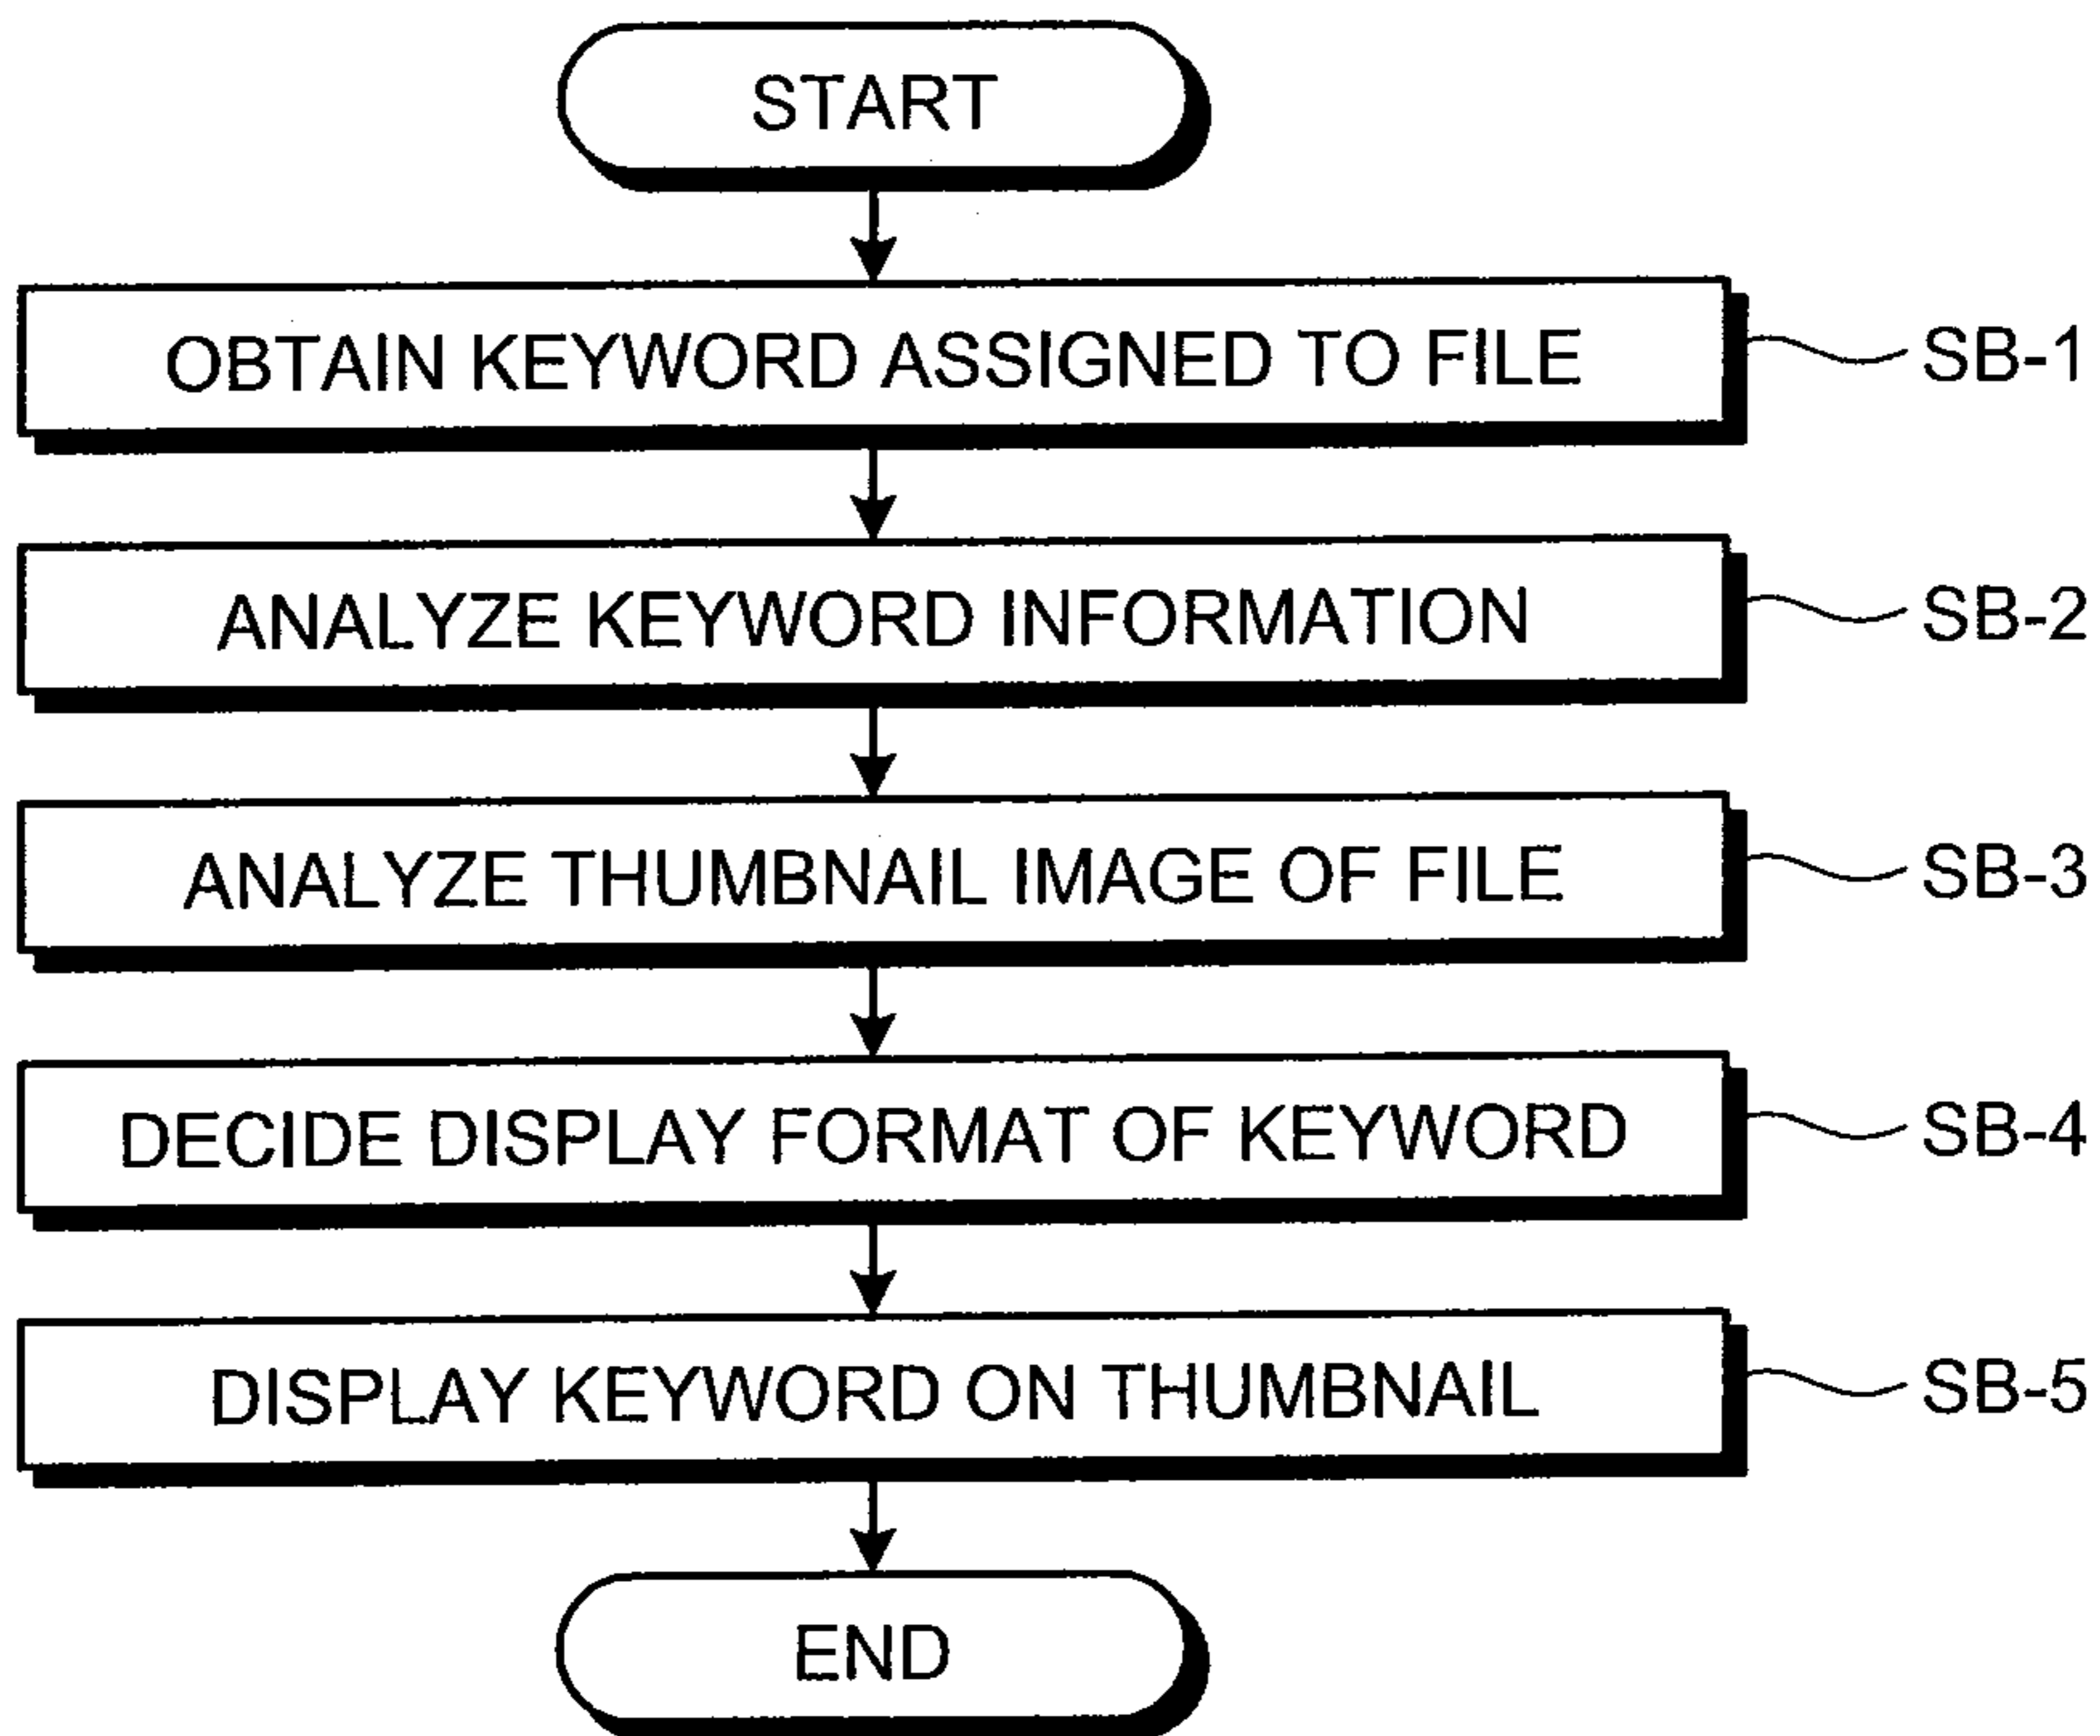 START
OBTAIN KEYWORD ASSIGNED TO FILE SB-1
ANALYZE KEYWORD INFORMATION SB-2
ANALYZE THUMBNAIL IMAGE OF FILE SB-3
DECIDE DISPLAY FORMAT OF KEYWORD SB-4
DISPLAY KEYWORD ON THUMBNAIL SB-5
END